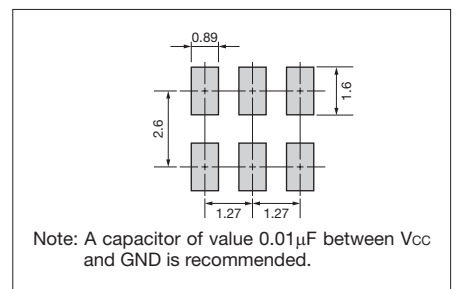 0.89
1.6
2.6
1.27 1.27
Note: A capacitor of value 0.01µF between Vcc
and GND is recommended.